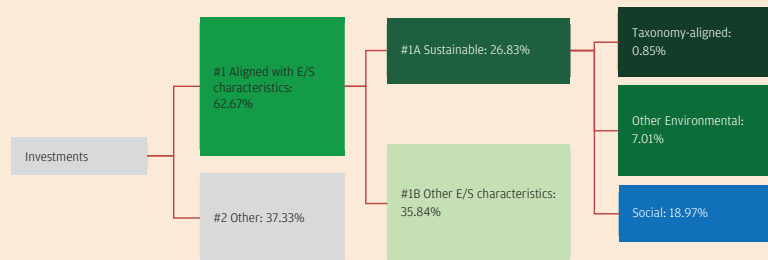 Investments
#1 Aligned with E/S
characteristics:
62.67%
#2 Other: 37.33%
#1A Sustainable: 26.83%
#1B Other E/S characteristics:
35.84%
Taxonomy-aligned:
0.85%
Other Environmental:
7.01%
Social: 18.97%